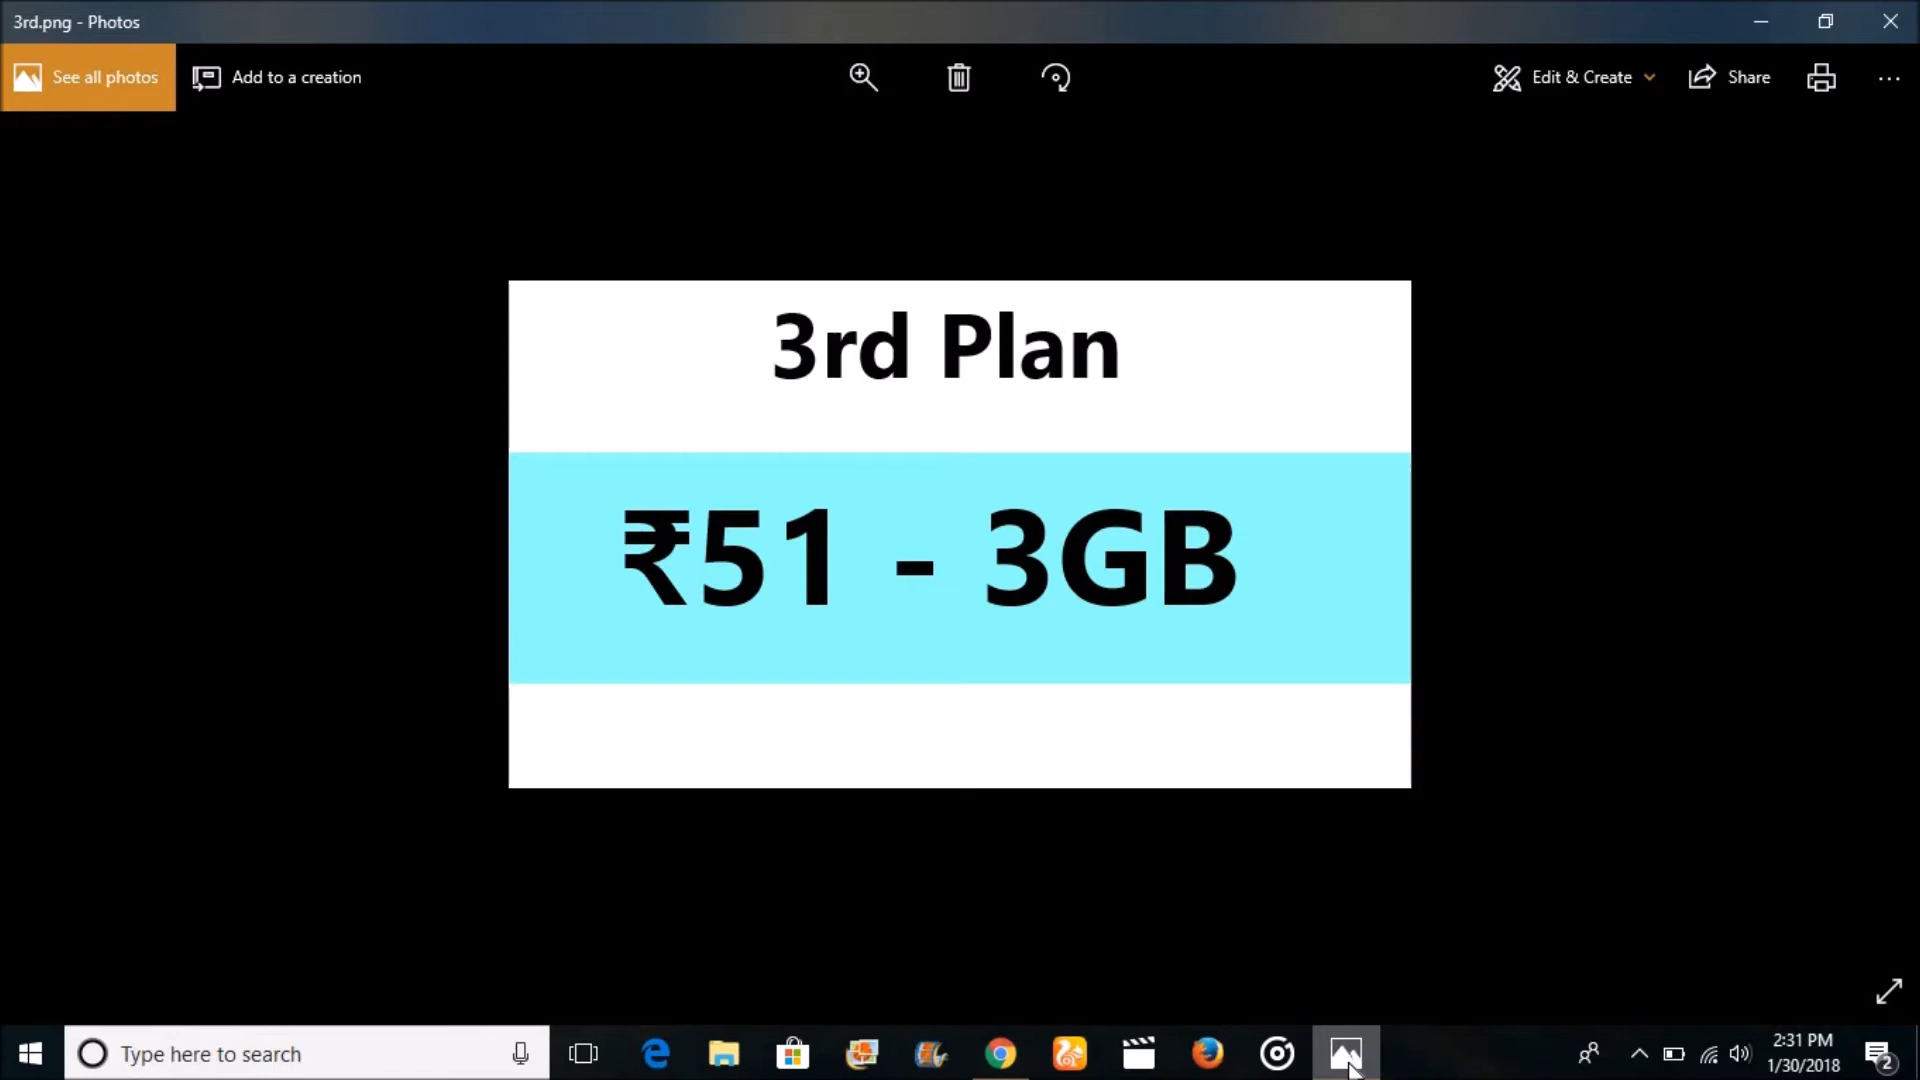 3rd.png - Photos
See all photos
Add to a creation
Edit & Create
Share
3rd Plan
₹51 - 3GB
Type here to search
2:31 PM
1/30/2018
2